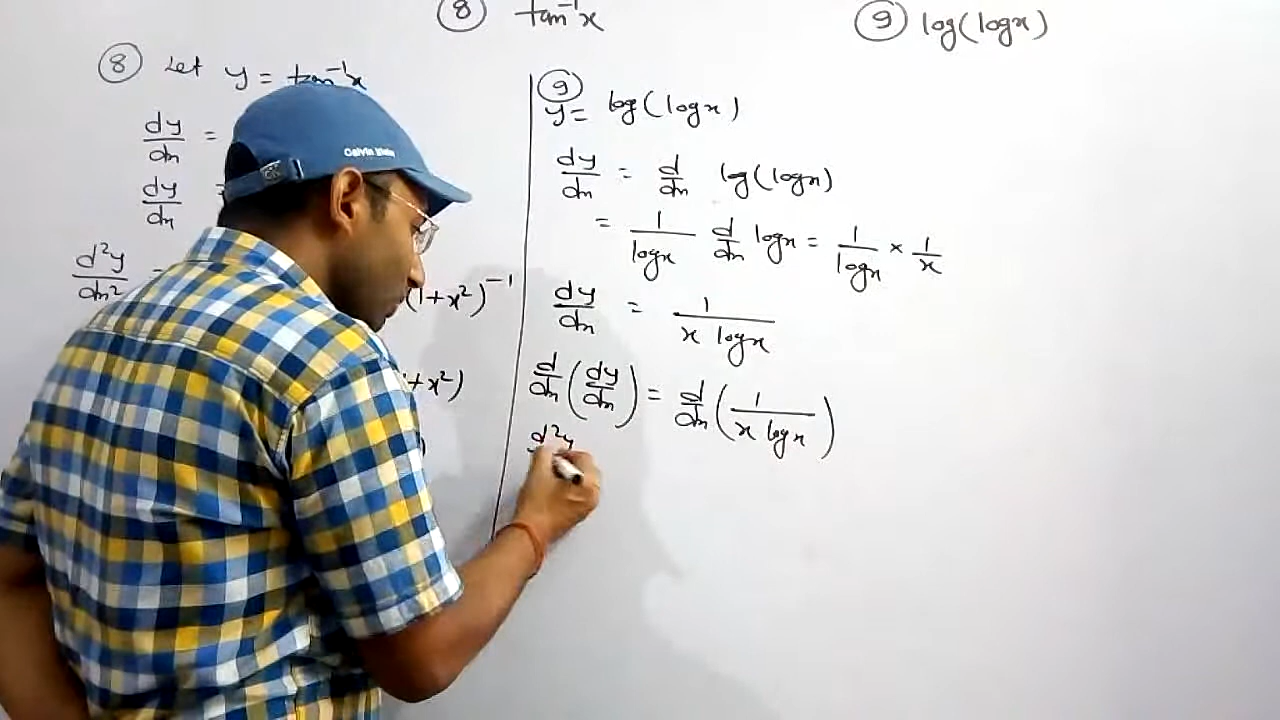 ⑧ tan⁻¹x
⑨ log(logx)
⑧ Let y = tan⁻¹x
dy/dx =
dy/dx =
d²y/dx² =
(1+x²)⁻¹
+x²)
Calvin Klein
⑨
y = log(logx)
dy/dx = d/dx log(logx)
= 1/logx d/dx logx = 1/logx × 1/x
dy/dx = 1/(x logx)
d/dx (dy/dx) = d/dx (1/(x logx))
d²y